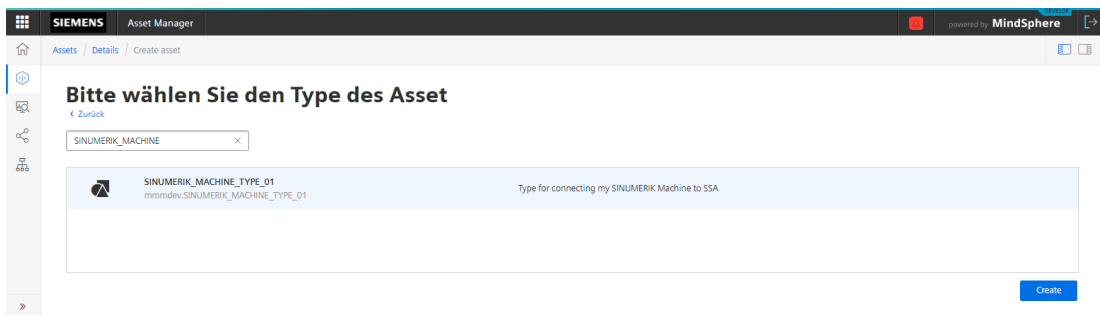 SIEMENS Asset Manager powered by MindSphere
Assets / Details / Create asset
Bitte wählen Sie den Type des Asset
Zurück
SINUMERIK_MACHINE
SINUMERIK_MACHINE_TYPE_01
mmmdev.SINUMERIK_MACHINE_TYPE_01
Type for connecting my SINUMERIK Machine to SSA
Create